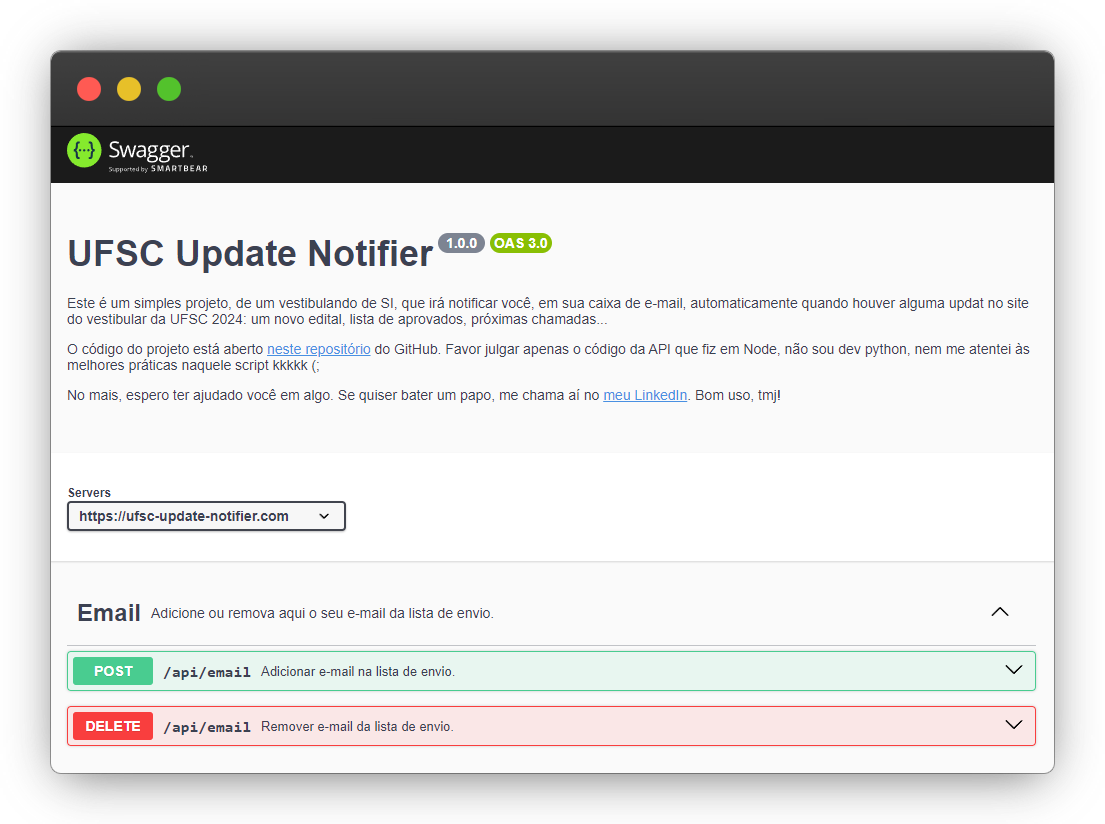 {···} Swagger
Supported by SMARTBEAR
UFSC Update Notifier 1.0.0 OAS 3.0
Este é um simples projeto, de um vestibulando de SI, que irá notificar você, em sua caixa de e-mail, automaticamente quando houver alguma updat no site
do vestibular da UFSC 2024: um novo edital, lista de aprovados, próximas chamadas...
O código do projeto está aberto neste repositório do GitHub. Favor julgar apenas o código da API que fiz em Node, não sou dev python, nem me atentei às
melhores práticas naquele script kkkkk (;
No mais, espero ter ajudado você em algo. Se quiser bater um papo, me chama aí no meu LinkedIn. Bom uso, tmj!
Servers
https://ufsc-update-notifier.com
Email Adicione ou remova aqui o seu e-mail da lista de envio.
POST /api/email Adicionar e-mail na lista de envio.
DELETE /api/email Remover e-mail da lista de envio.